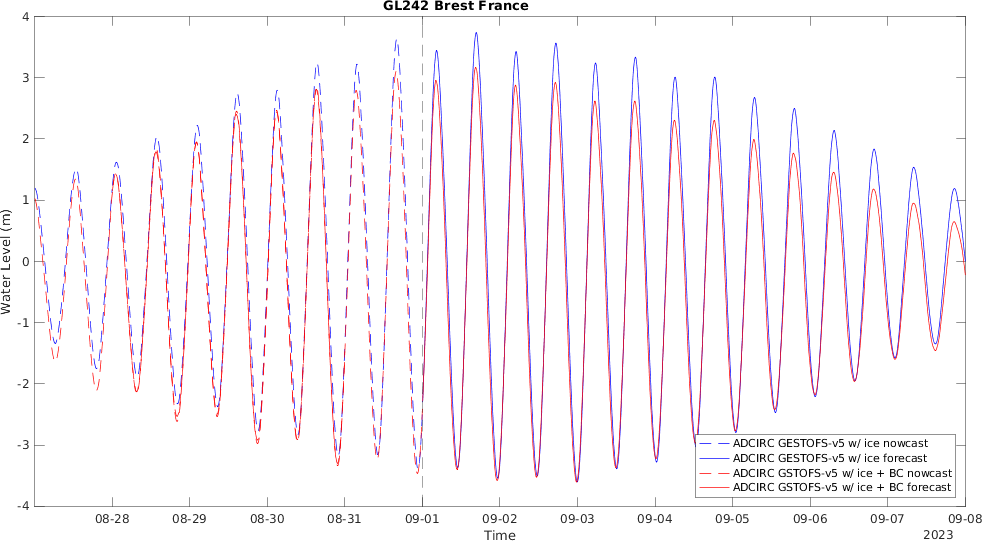 GL242 Brest France
4
3
2
1
0
-1
-2
-3
-4
Water Level (m)
ADCIRC GESTOFS-v5 w/ ice nowcast
ADCIRC GESTOFS-v5 w/ ice forecast
ADCIRC GSTOFS-v5 w/ ice + BC nowcast
ADCIRC GSTOFS-v5 w/ ice + BC forecast
08-28 08-29 08-30 08-31 09-01 09-02 09-03 09-04 09-05 09-06 09-07 09-08
Time
2023